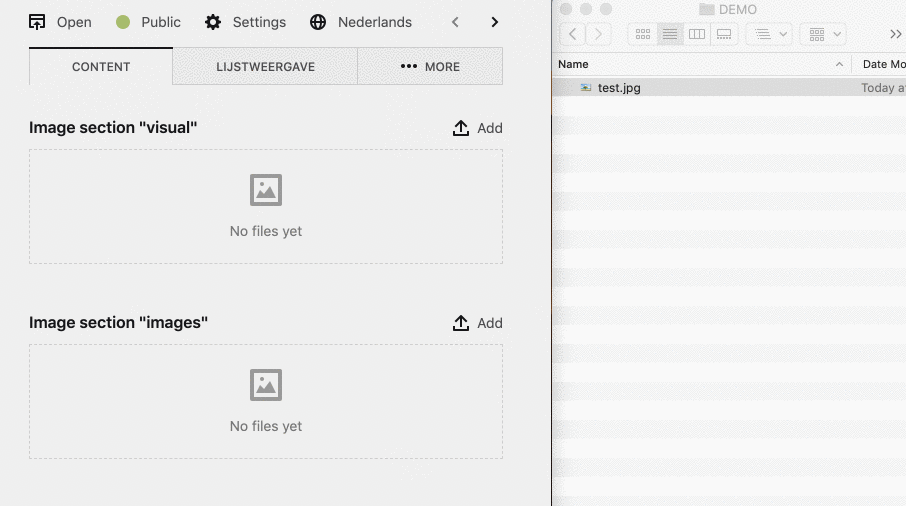 Open Public Settings Nederlands
CONTENT LIJSTWEERGAVE ••• MORE
Image section "visual" Add
No files yet
Image section "images" Add
No files yet
DEMO
Name Date Mo
test.jpg Today a